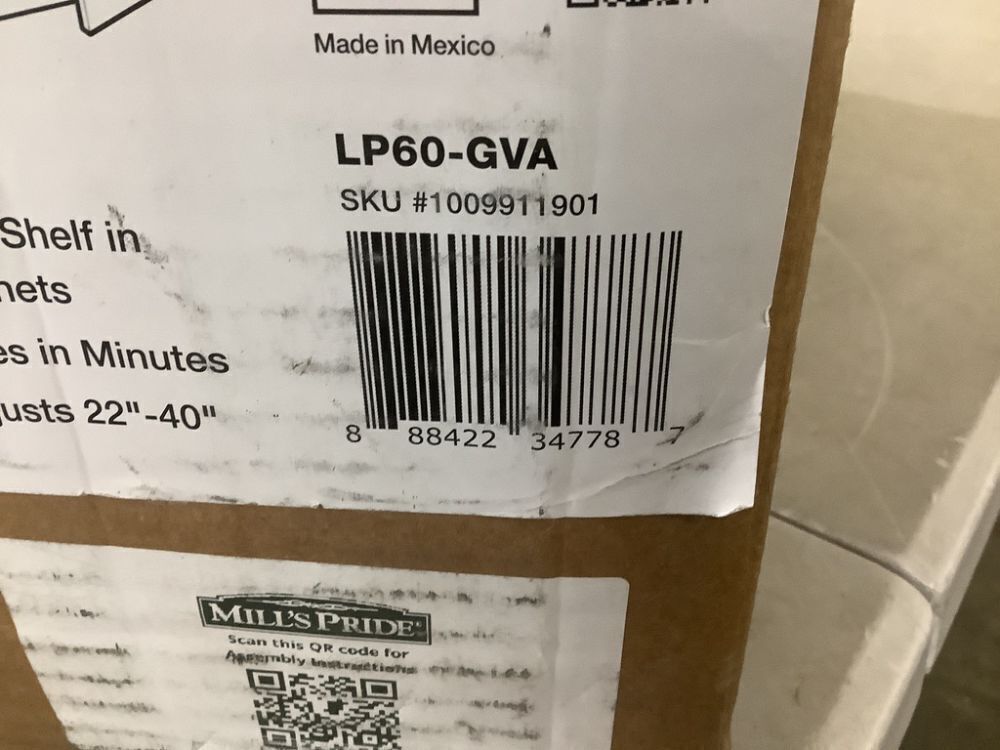 Made in Mexico
LP60-GVA
SKU #1009911901
Shelf in
nets
es in Minutes
usts 22"-40"
8 88422 34778 7
MILL'S PRIDE
Scan this QR code for
Assembly Instructions